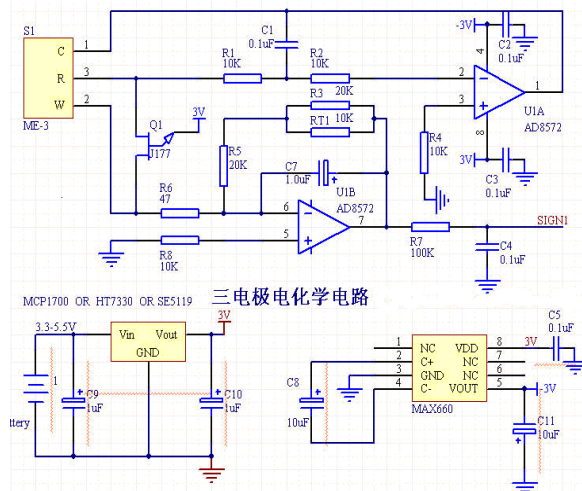 S1
C 1
R 3
W 2
ME-3
C1
0.1uF
R1
10K
R2
10K
-3V
C2
0.1uF
4
2
3
1
8
U1A
AD8572
3V
C3
0.1uF
Q1
J177
3V
20K
R3
10K
RT1
R4
10K
R5
20K
C7
1.0uF
U1B
AD8572
R6
47
6
5
7
R8
10K
R7
100K
SIGN1
C4
0.1uF
三电极电化学电路
MCP1700 OR HT7330 OR SE5119
3.3-5.5V
Vin Vout
GND
3V
1
ttery
C9
1uF
C10
1uF
C8
10uF
1 NC VDD 8
2 C+ NC 7
3 GND NC 6
4 C- VOUT 5
MAX660
3V
C5
0.1uF
-3V
C11
10uF